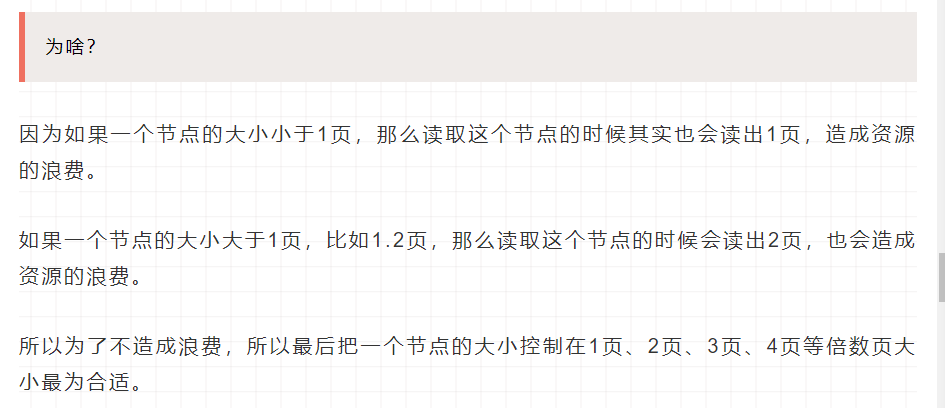 为啥？
因为如果一个节点的大小小于1页，那么读取这个节点的时候其实也会读出1页，造成资源
的浪费。
如果一个节点的大小大于1页，比如1.2页，那么读取这个节点的时候会读出2页，也会造成
资源的浪费。
所以为了不造成浪费，所以最后把一个节点的大小控制在1页、2页、3页、4页等倍数页大
小最为合适。